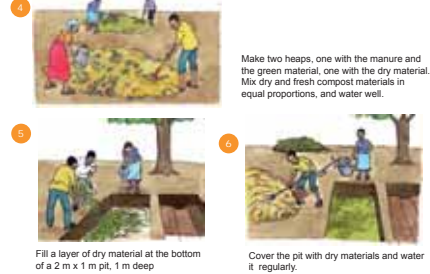 4
Make two heaps, one with the manure and
the green material, one with the dry material.
Mix dry and fresh compost materials in
equal proportions, and water well.
5
Fill a layer of dry material at the bottom
of a 2 m x 1 m pit, 1 m deep
6
Cover the pit with dry materials and water
it regularly.